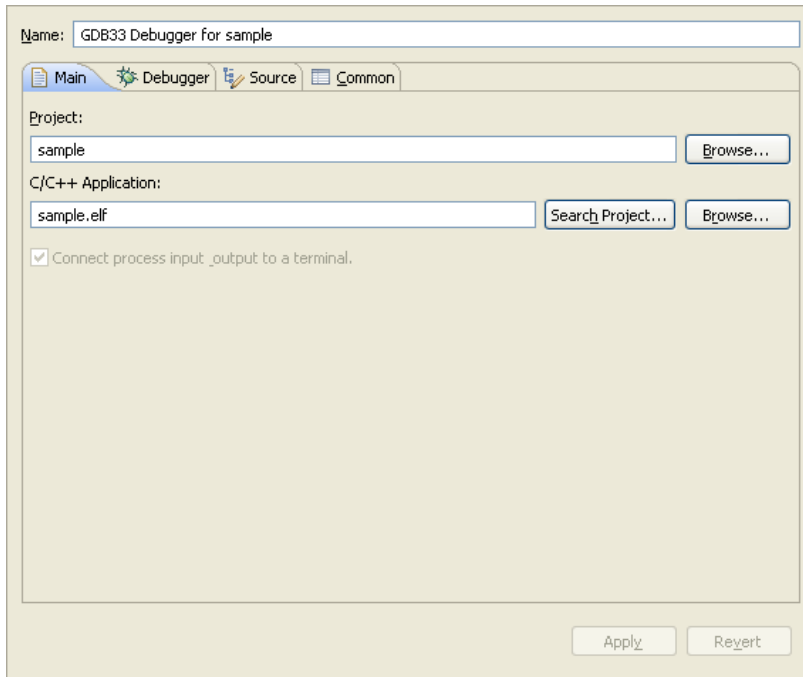 Name: GDB33 Debugger for sample
Main Debugger Source Common
Project:
sample Browse...
C/C++ Application:
sample.elf Search Project... Browse...
Connect process input _output to a terminal.
Apply Revert